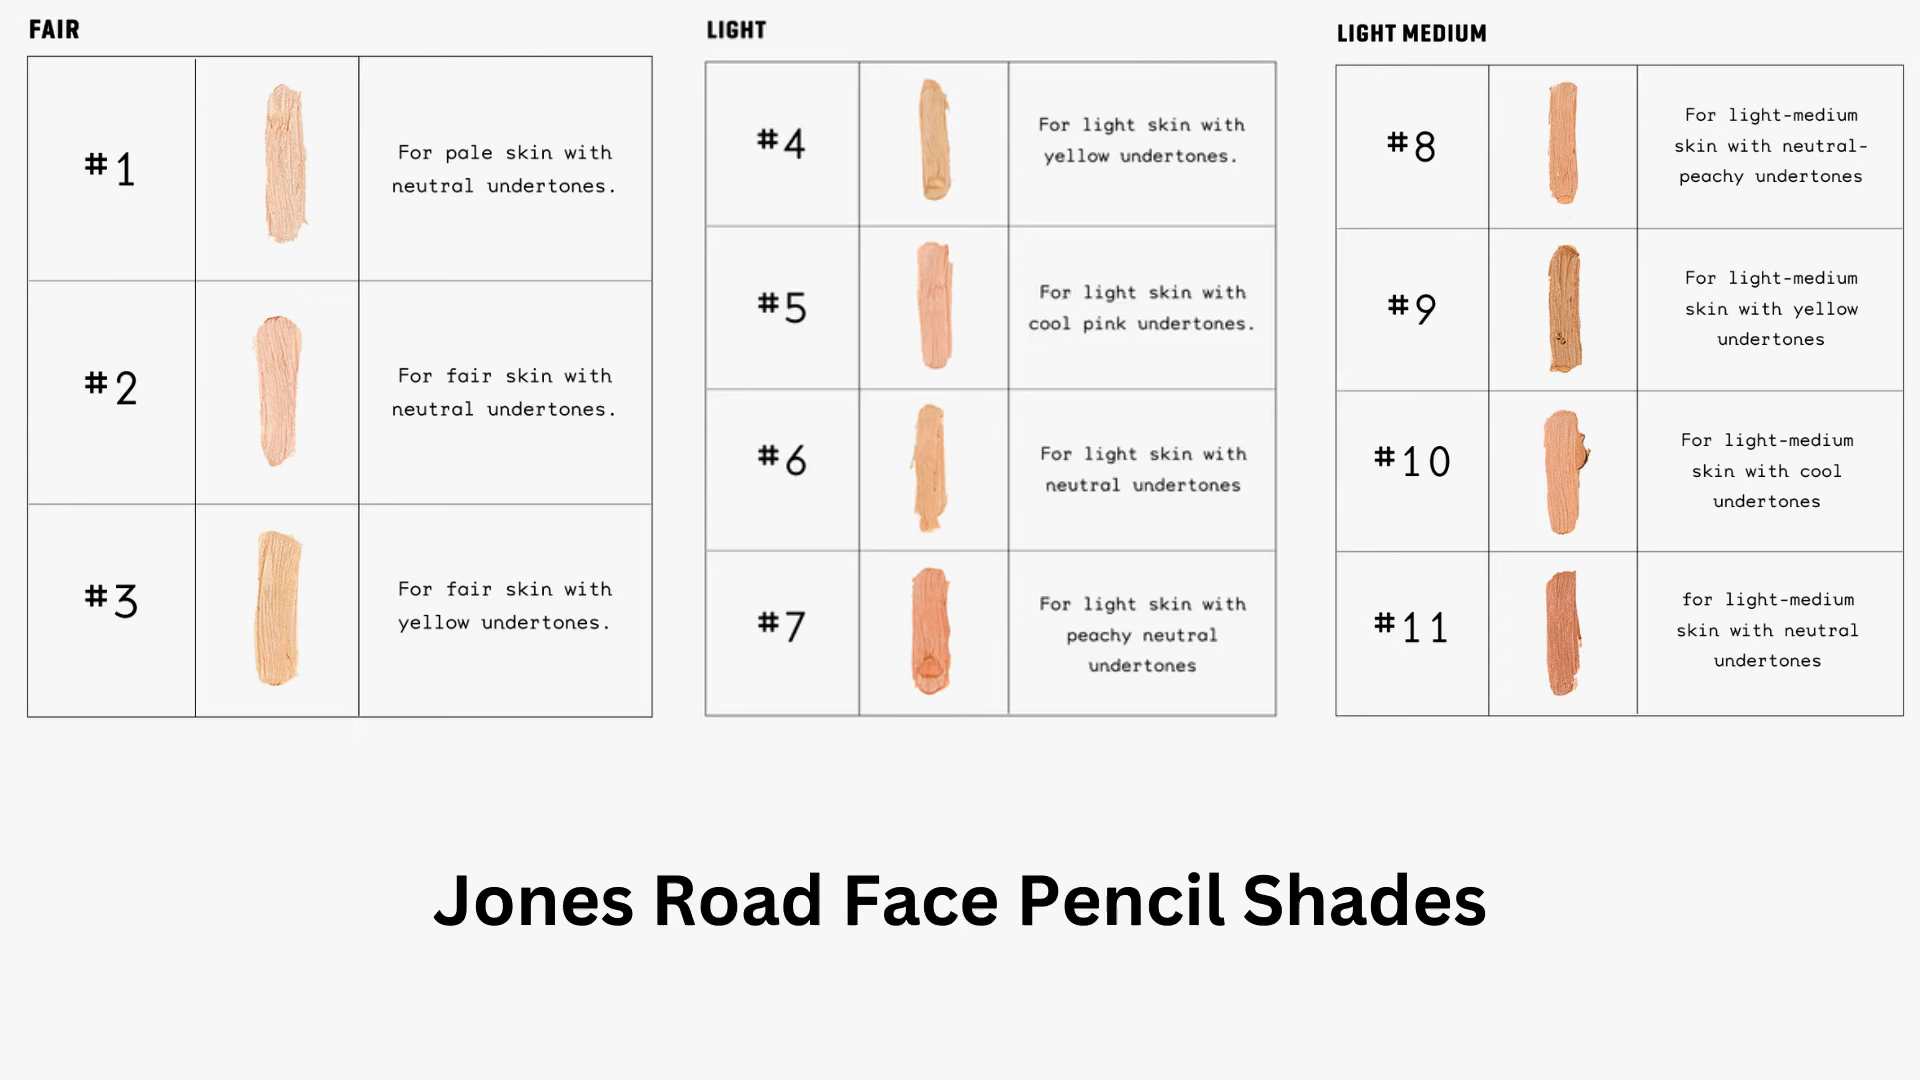 FAIR
#1
For pale skin with
neutral undertones.
#2
For fair skin with
neutral undertones.
#3
For fair skin with
yellow undertones.
LIGHT
#4
For light skin with
yellow undertones.
#5
For light skin with
cool pink undertones.
#6
For light skin with
neutral undertones
#7
For light skin with
peachy neutral
undertones
LIGHT MEDIUM
#8
For light-medium
skin with neutral-
peachy undertones
#9
For light-medium
skin with yellow
undertones
#10
For light-medium
skin with cool
undertones
#11
for light-medium
skin with neutral
undertones
Jones Road Face Pencil Shades